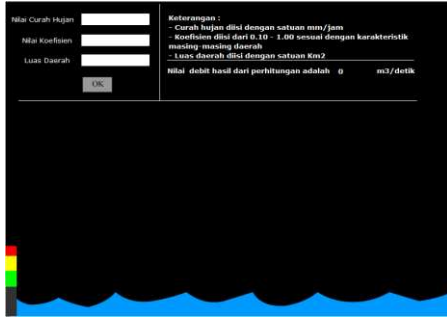 Nilai Curah Hujan
Nilai Koefisien
Luas Daerah
OK
Keterangan :
- Curah hujan diisi dengan satuan mm/jam
- Koefisien diisi dari 0.10 - 1.00 sesuai dengan karakteristik
masing-masing daerah
- Luas daerah diisi dengan satuan Km2
Nilai debit hasil dari perhitungan adalah 0 m3/detik